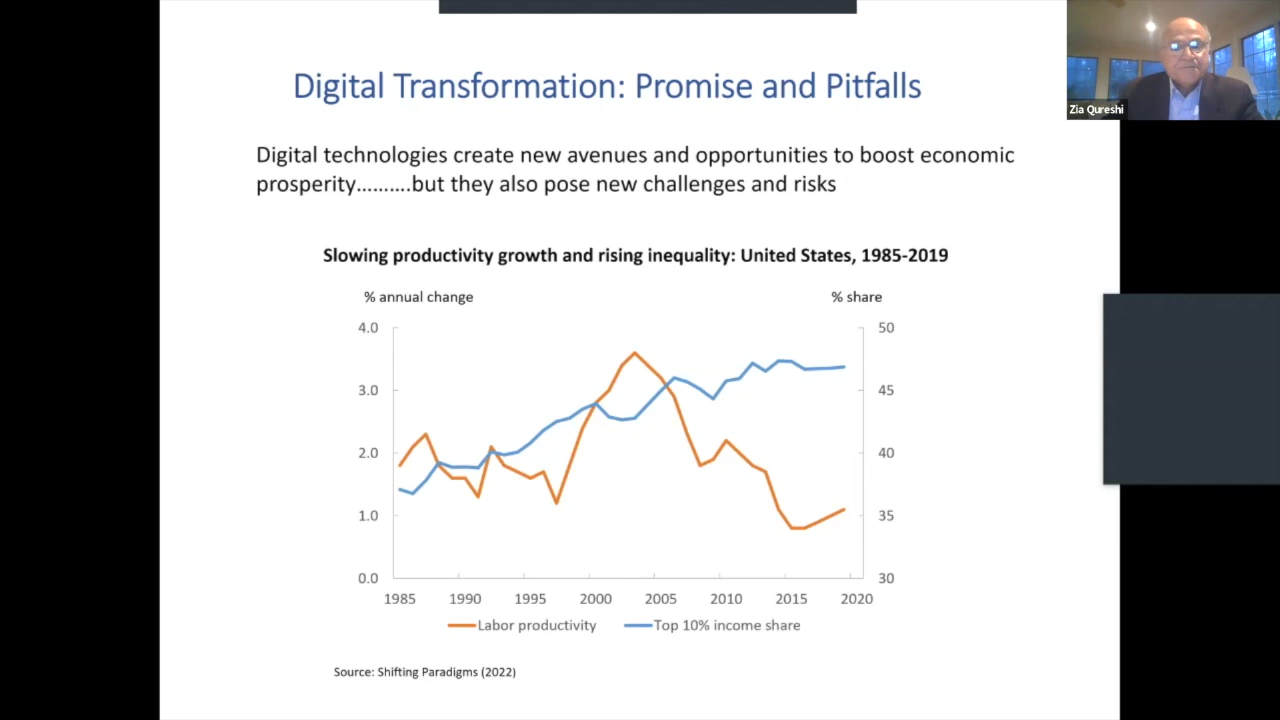 Digital Transformation: Promise and Pitfalls
Zia Qureshi
Digital technologies create new avenues and opportunities to boost economic
prosperity……….but they also pose new challenges and risks
Slowing productivity growth and rising inequality: United States, 1985-2019
% annual change
% share
4.0
50
3.0
45
2.0
40
1.0
35
0.0
30
1985 1990 1995 2000 2005 2010 2015 2020
Labor productivity
Top 10% income share
Source: Shifting Paradigms (2022)